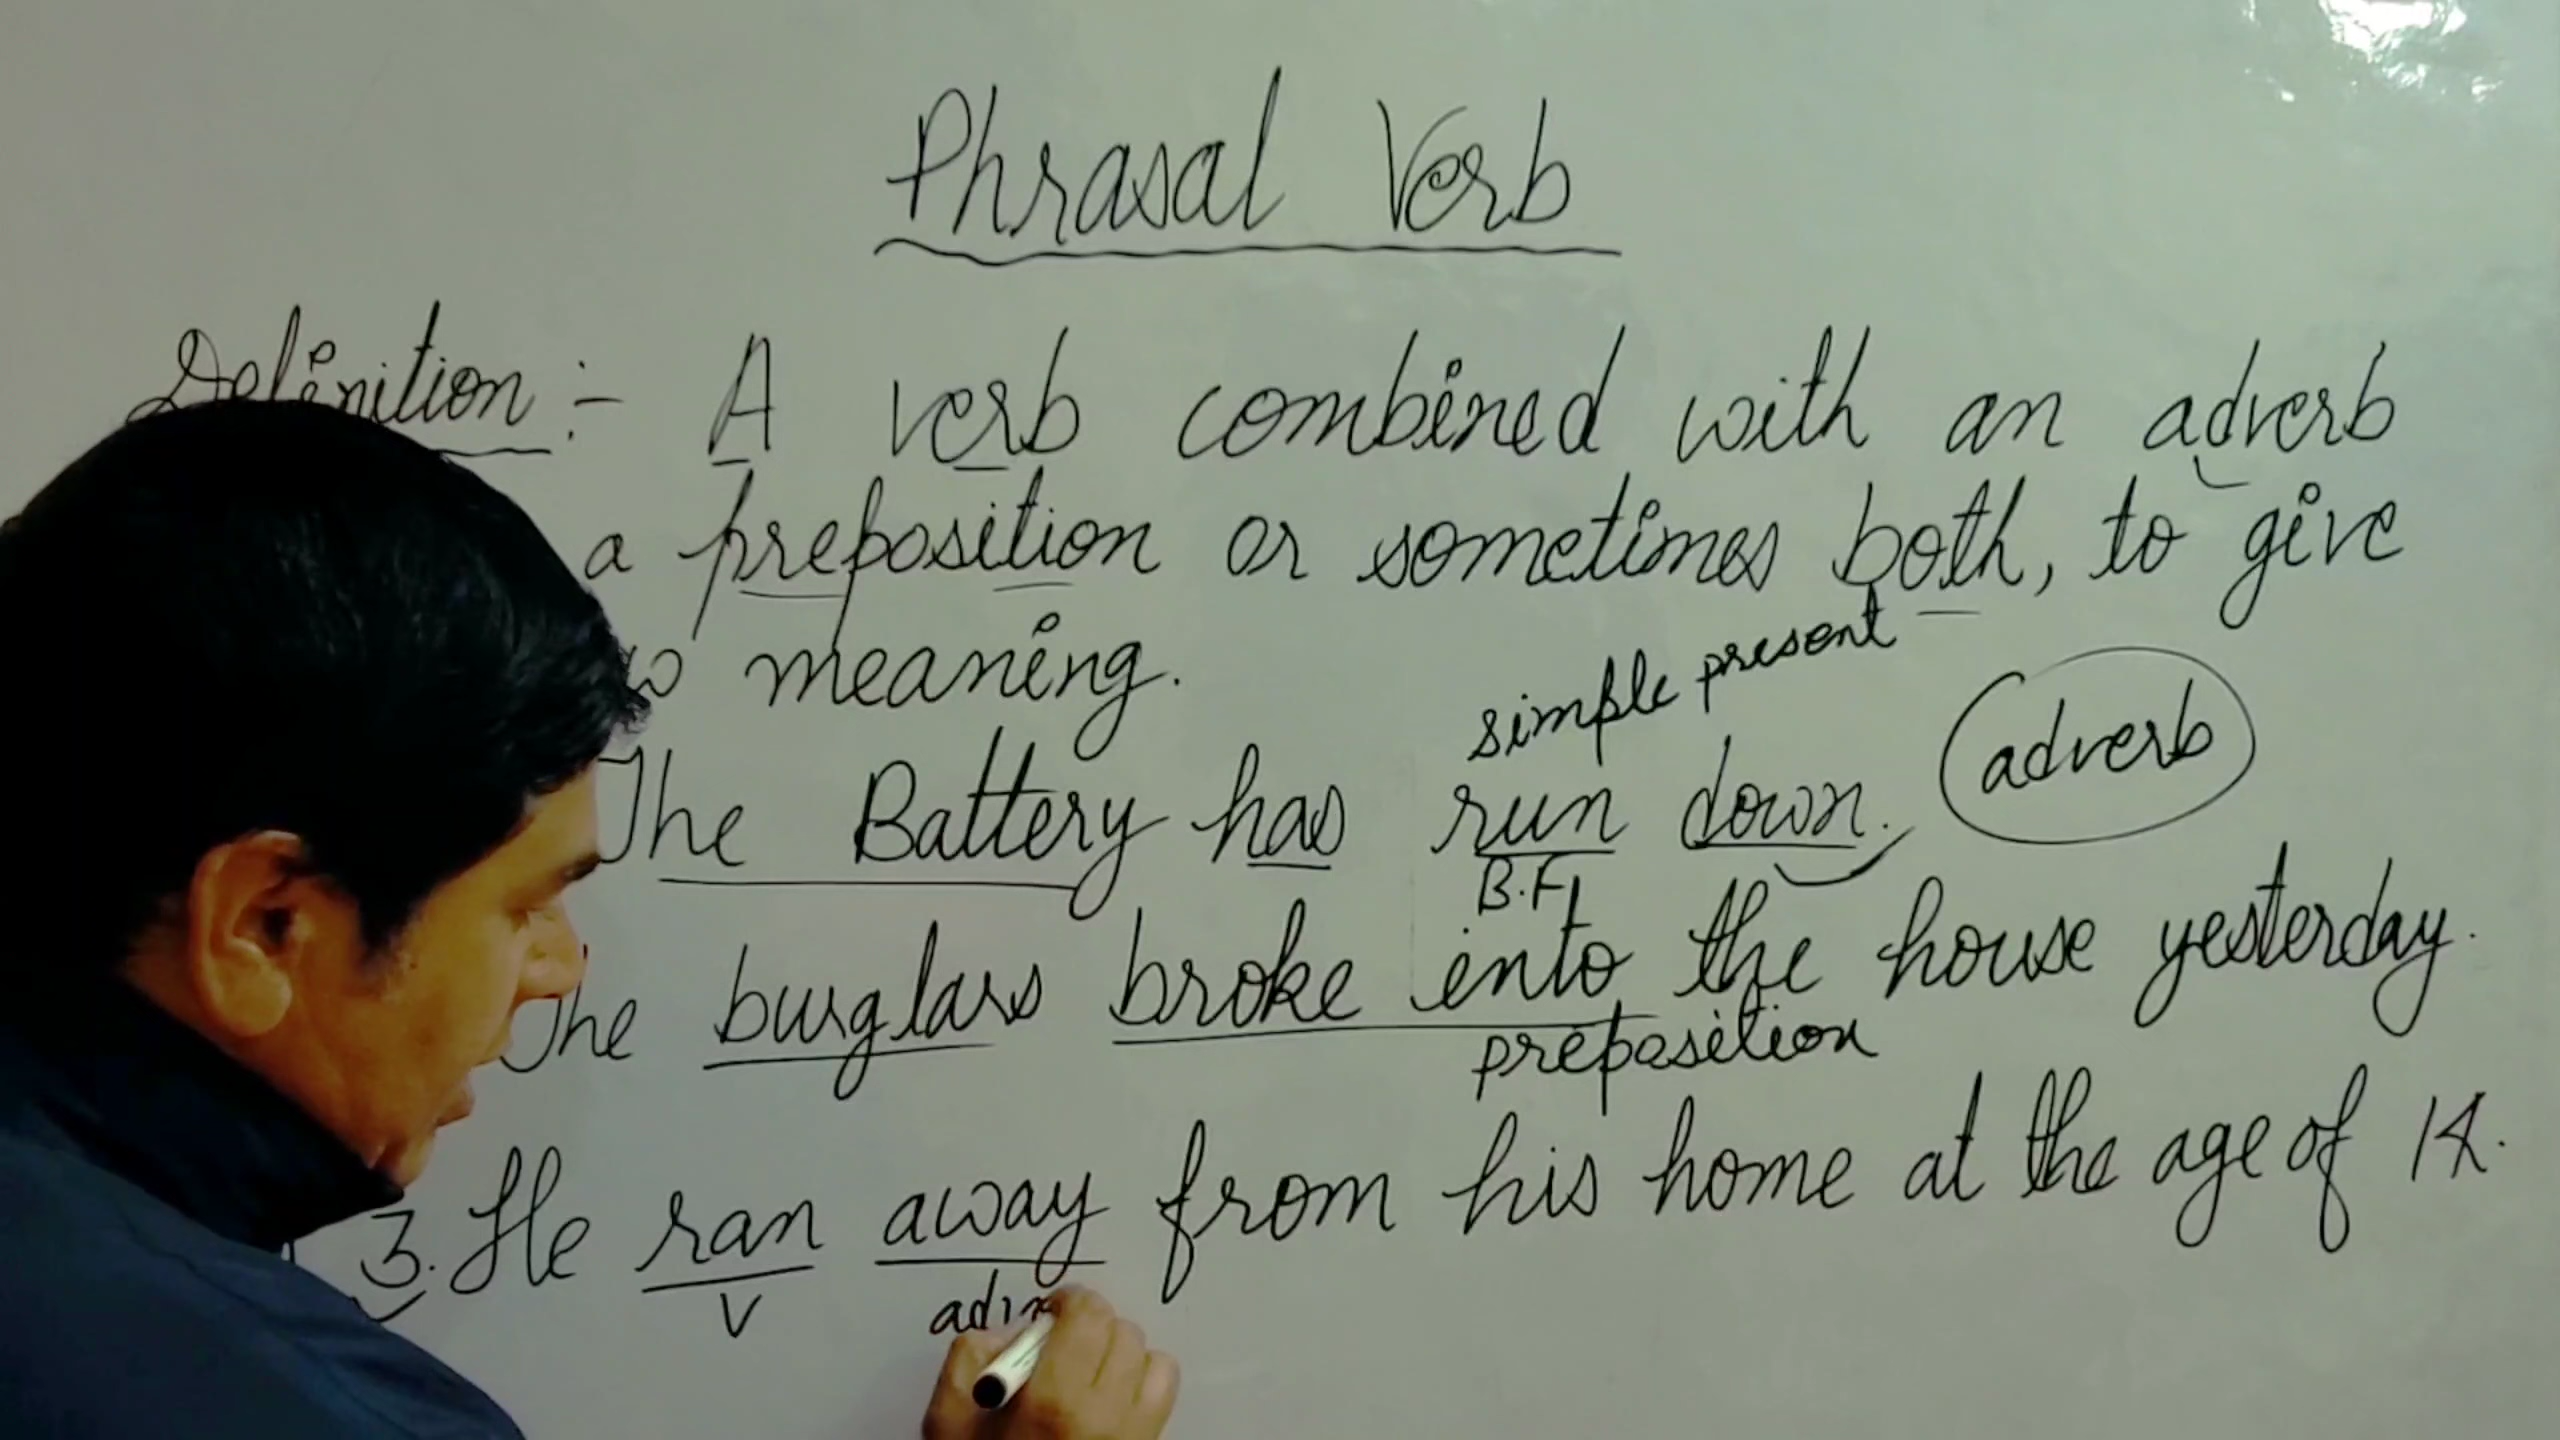 Phrasal Verb
Definition :- A verb combined with an adverb
a preposition or sometimes both, to give
meaning.
simple present
The Battery has run down. adverb
B.F
The burglars broke into the house yesterday.
preposition
3. He ran away from his home at the age of 14.
V